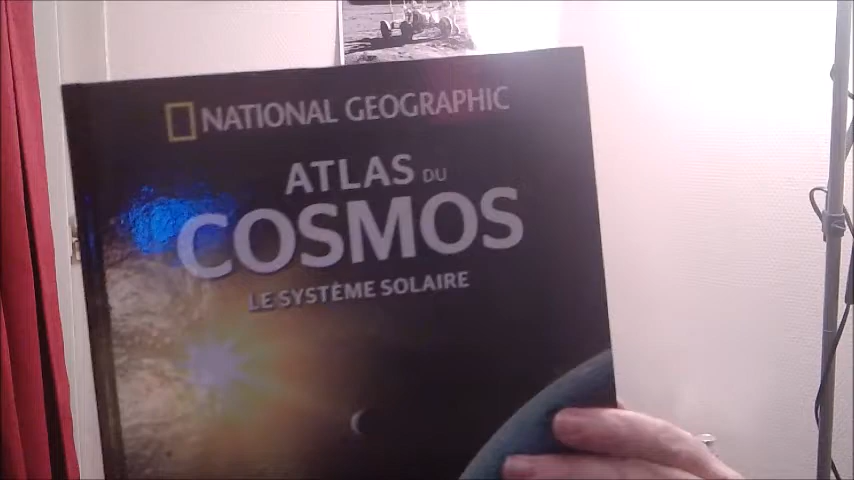 NATIONAL GEOGRAPHIC
ATLAS DU
COSMOS
LE SYSTÈME SOLAIRE